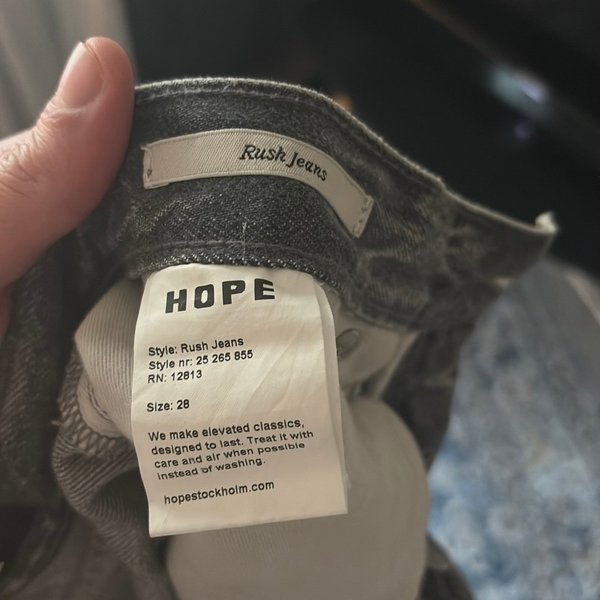 Rush Jeans
HOPE
Style: Rush Jeans
Style nr: 25 265 855
RN: 12813
Size: 28
We make elevated classics,
designed to last. Treat it with
care and air when possible
instead of washing.
hopestockholm.com